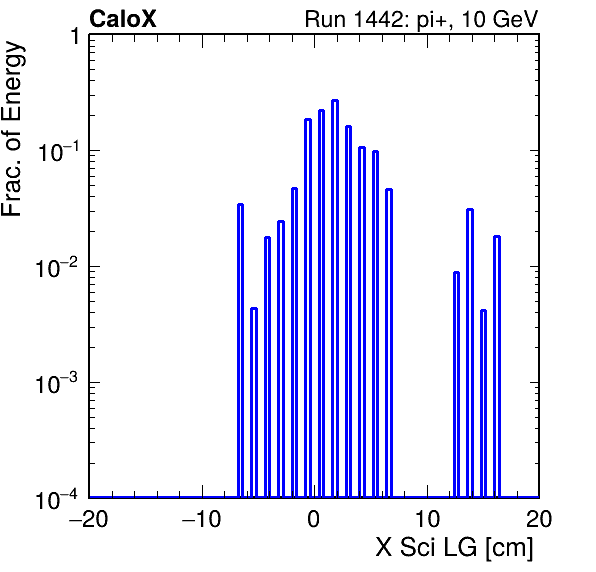 CaloX Run 1442: pi+, 10 GeV
Frac. of Energy
1
10⁻¹
10⁻²
10⁻³
10⁻⁴
−20 −10 0 10 20
X Sci LG [cm]